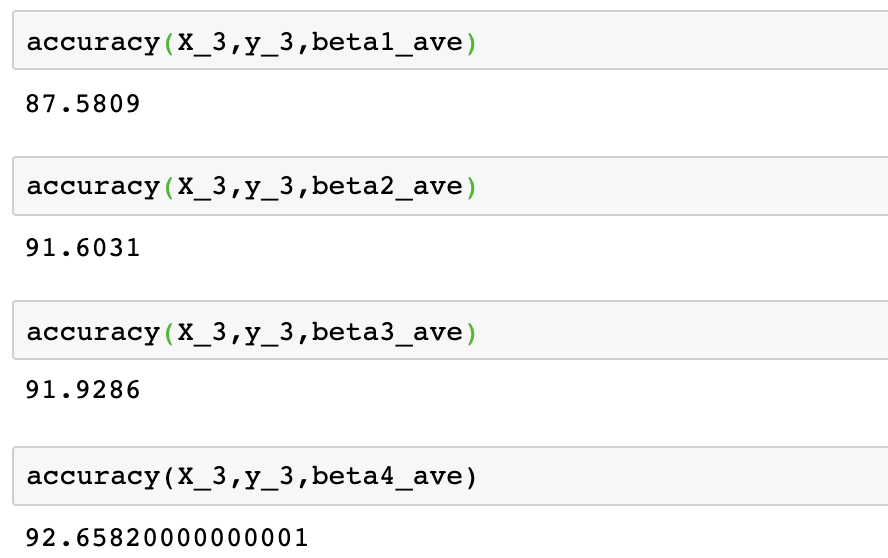 accuracy(X_3,y_3,beta1_ave)
87.5809
accuracy(X_3,y_3,beta2_ave)
91.6031
accuracy(X_3,y_3,beta3_ave)
91.9286
accuracy(X_3,y_3,beta4_ave)
92.65820000000001